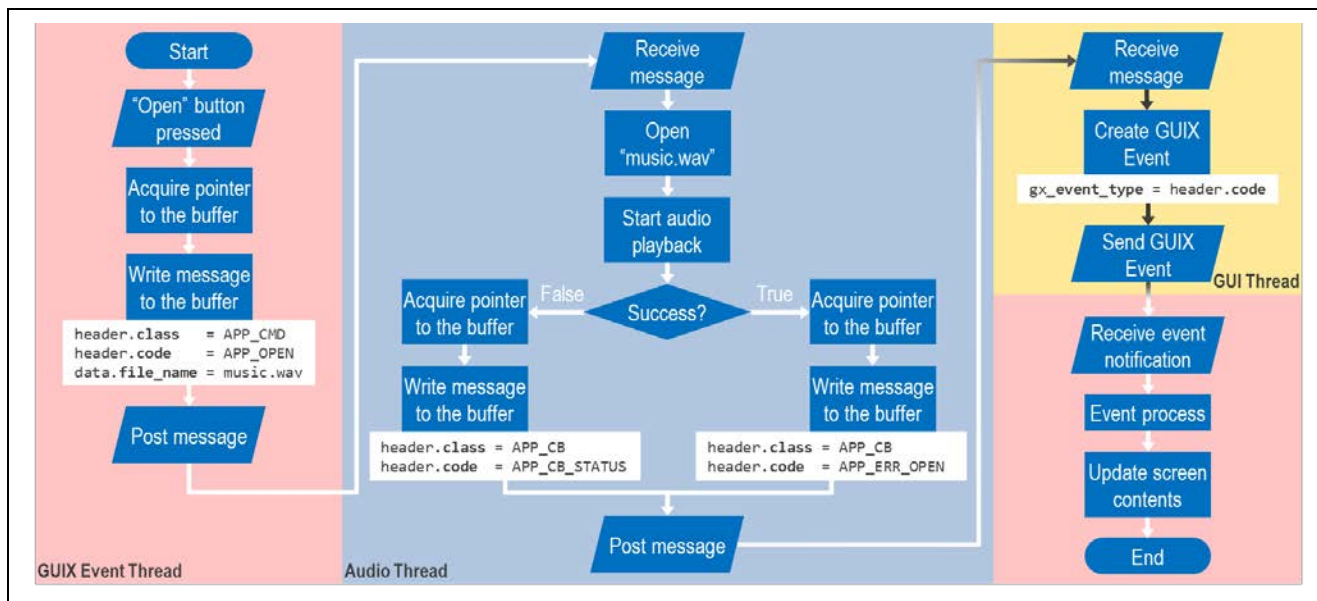 Start
"Open" button
pressed
Acquire pointer
to the buffer
Write message
to the buffer
header.class   = APP_CMD
header.code    = APP_OPEN
data.file_name = music.wav
Post message
GUIX Event Thread
Receive
message
Open
"music.wav"
Start audio
playback
Success?
False
True
Acquire pointer
to the buffer
Write message
to the buffer
header.class = APP_CB
header.code  = APP_CB_STATUS
Acquire pointer
to the buffer
Write message
to the buffer
header.class = APP_CB
header.code  = APP_ERR_OPEN
Post message
Audio Thread
Receive
message
Create GUIX
Event
gx_event_type = header.code
Send GUIX
Event
GUI Thread
Receive event
notification
Event process
Update screen
contents
End